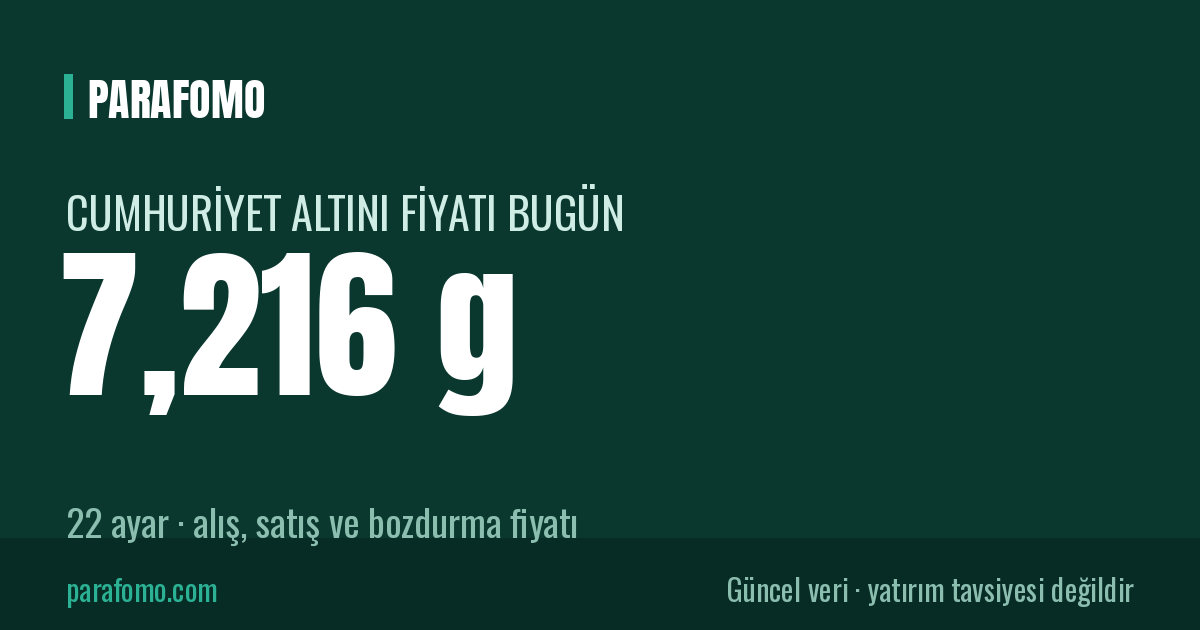 PARAFOMO
CUMHURİYET ALTINI FİYATI BUGÜN
7,216 g
22 ayar · alış, satış ve bozdurma fiyatı
parafomo.com
Güncel veri · yatırım tavsiyesi değildir